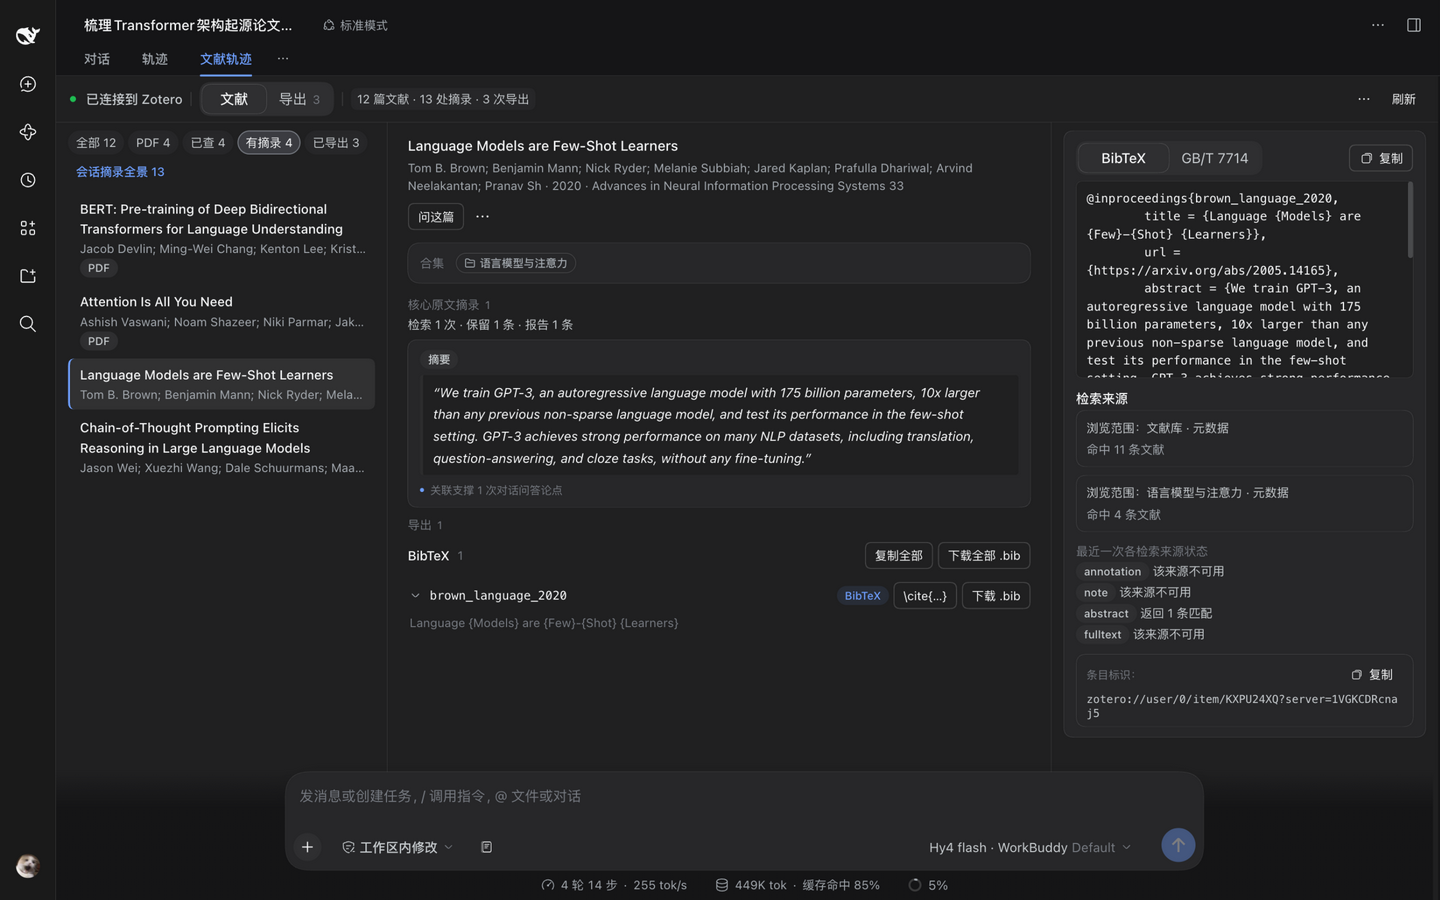 梳理 Transformer 架构起源论文...
标准模式
对话
轨迹
文献轨迹
已连接到 Zotero
文献
导出 3
12 篇文献 · 13 处摘录 · 3 次导出
刷新
全部 12
PDF 4
已查 4
有摘录 4
已导出 3
会话摘录全景 13
BERT: Pre-training of Deep Bidirectional
Transformers for Language Understanding
Jacob Devlin; Ming-Wei Chang; Kenton Lee; Krist...
PDF
Attention Is All You Need
Ashish Vaswani; Noam Shazeer; Niki Parmar; Jak...
PDF
Language Models are Few-Shot Learners
Tom B. Brown; Benjamin Mann; Nick Ryder; Mela...
Chain-of-Thought Prompting Elicits
Reasoning in Large Language Models
Jason Wei; Xuezhi Wang; Dale Schuurmans; Maa...
Language Models are Few-Shot Learners
Tom B. Brown; Benjamin Mann; Nick Ryder; Melanie Subbiah; Jared Kaplan; Prafulla Dhariwal; Arvind
Neelakantan; Pranav Sh · 2020 · Advances in Neural Information Processing Systems 33
问这篇
合集
语言模型与注意力
核心原文摘录 1
检索 1 次 · 保留 1 条 · 报告 1 条
摘要
“We train GPT-3, an autoregressive language model with 175 billion parameters, 10x larger
than any previous non-sparse language model, and test its performance in the few-shot
setting. GPT-3 achieves strong performance on many NLP datasets, including translation,
question-answering, and cloze tasks, without any fine-tuning.”
关联支撑 1 次对话问答论点
导出 1
BibTeX 1
复制全部
下载全部 .bib
brown_language_2020
BibTeX
\cite{...}
下载 .bib
Language {Models} are {Few}-{Shot} {Learners}
BibTeX
GB/T 7714
复制
@inproceedings{brown_language_2020,
title = {Language {Models} are
{Few}-{Shot} {Learners}},
url =
{https://arxiv.org/abs/2005.14165},
abstract = {We train GPT-3, an
autoregressive language model with 175
billion parameters, 10x larger than any
previous non-sparse language model, and
test its performance in the few-shot
setting. GPT-3 achieves strong performance
检索来源
浏览范围：文献库 · 元数据
命中 11 条文献
浏览范围：语言模型与注意力 · 元数据
命中 4 条文献
最近一次各检索来源状态
annotation 该来源不可用
note 该来源不可用
abstract 返回 1 条匹配
fulltext 该来源不可用
条目标识：
复制
zotero://user/0/item/KXPU24XQ?server=1VGKCDRcna
j5
发消息或创建任务, / 调用指令, @ 文件或对话
工作区内修改
Hy4 flash · WorkBuddy Default
4 轮 14 步 · 255 tok/s
449K tok · 缓存命中 85%
5%